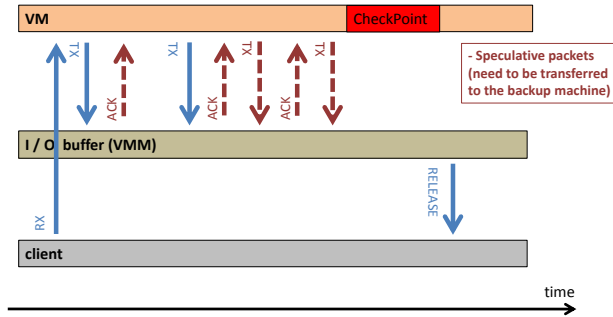 VM
CheckPoint
TX
ACK
TX
ACK
TX
ACK
TX
- Speculative packets
(need to be transferred
to the backup machine)
I / O buffer (VMM)
RX
RELEASE
client
time